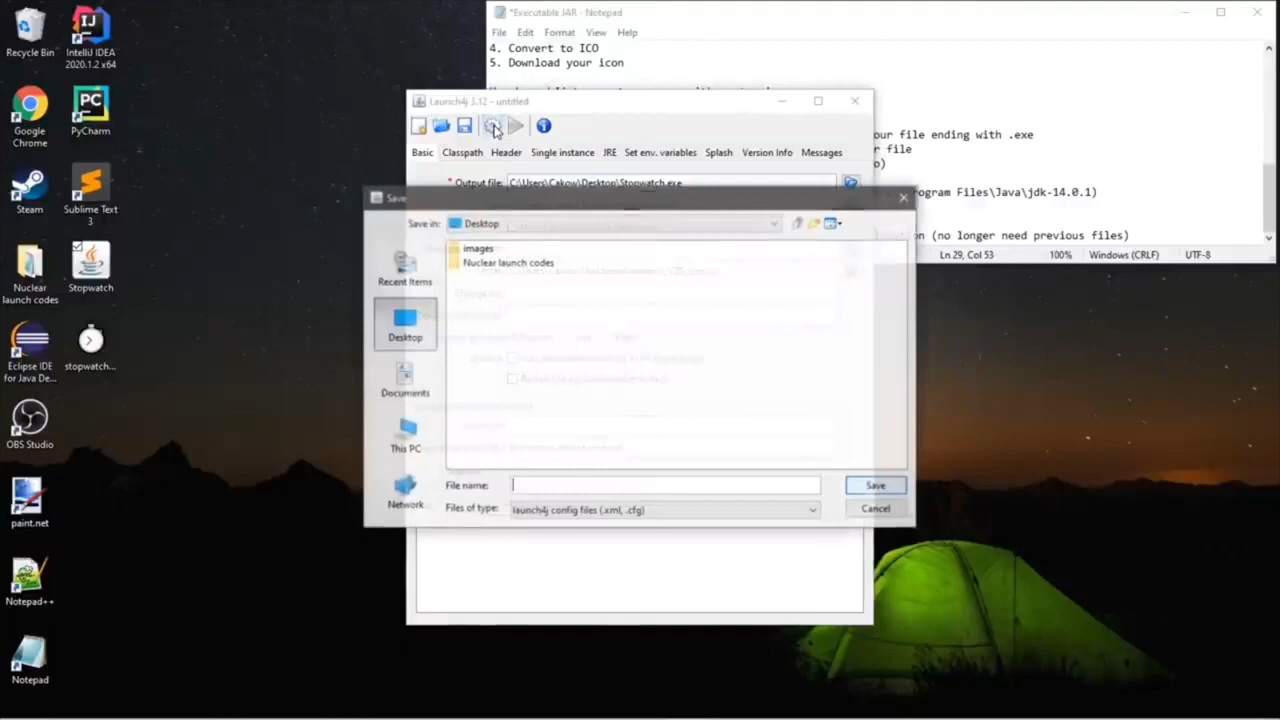 Recycle Bin
IntelliJ IDEA
2020.1.2 x64
Google
Chrome
PyCharm
Steam
Sublime Text
3
Nuclear
launch codes
Stopwatch
Eclipse IDE
for Java De...
stopwatch...
OBS Studio
paint.net
Notepad++
Notepad
*Executable JAR - Notepad
File Edit Format View Help
4. Convert to ICO
5. Download your icon
our file ending with .exe
r file
o)
rogram Files\Java\jdk-14.0.1)
on (no longer need previous files)
Ln 29, Col 53 100% Windows (CRLF) UTF-8
Launch4j 3.12 - untitled
Basic Classpath Header Single instance JRE Set env. variables Splash Version Info Messages
* Output file: C:\Users\Cakow\Desktop\Stopwatch.exe
Save
Save in: Desktop
images
Nuclear launch codes
Recent Items
Desktop
Documents
This PC
Network
File name: Save
Files of type: launch4j config files (.xml, .cfg) Cancel